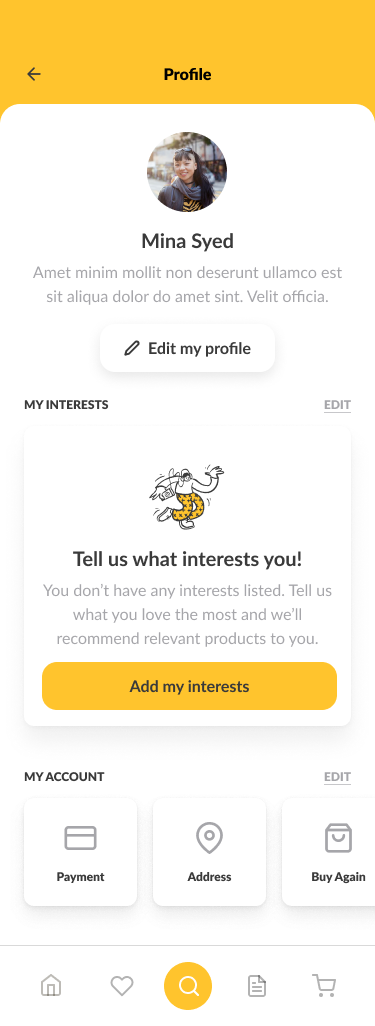 Profile
Mina Syed
Amet minim mollit non deserunt ullamco est
sit aliqua dolor do amet sint. Velit officia.
Edit my profile
MY INTERESTS
EDIT
Tell us what interests you!
You don’t have any interests listed. Tell us
what you love the most and we’ll
recommend relevant products to you.
Add my interests
MY ACCOUNT
EDIT
Payment
Address
Buy Again